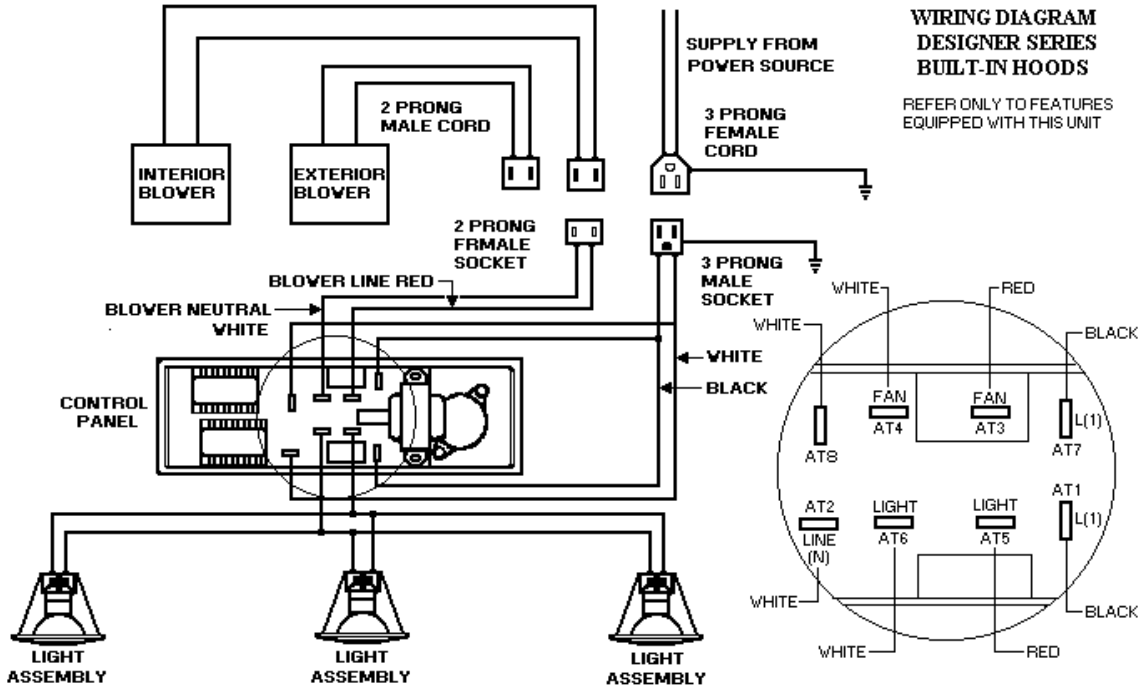 WIRING DIAGRAM
DESIGNER SERIES
BUILT-IN HOODS
REFER ONLY TO FEATURES
EQUIPPED WITH THIS UNIT
SUPPLY FROM
POWER SOURCE
2 PRONG
MALE CORD
3 PRONG
FEMALE
CORD
INTERIOR
BLOWER
EXTERIOR
BLOWER
2 PRONG
FRMALE
SOCKET
3 PRONG
MALE
SOCKET
BLOWER LINE RED
BLOWER NEUTRAL
WHITE
WHITE
BLACK
CONTROL
PANEL
LIGHT
ASSEMBLY
LIGHT
ASSEMBLY
LIGHT
ASSEMBLY
WHITE
RED
WHITE
BLACK
FAN
AT4
FAN
AT3
AT8
L(1)
AT7
AT2
LINE
(N)
LIGHT
AT6
LIGHT
AT5
AT1
L(1)
WHITE
BLACK
WHITE
RED